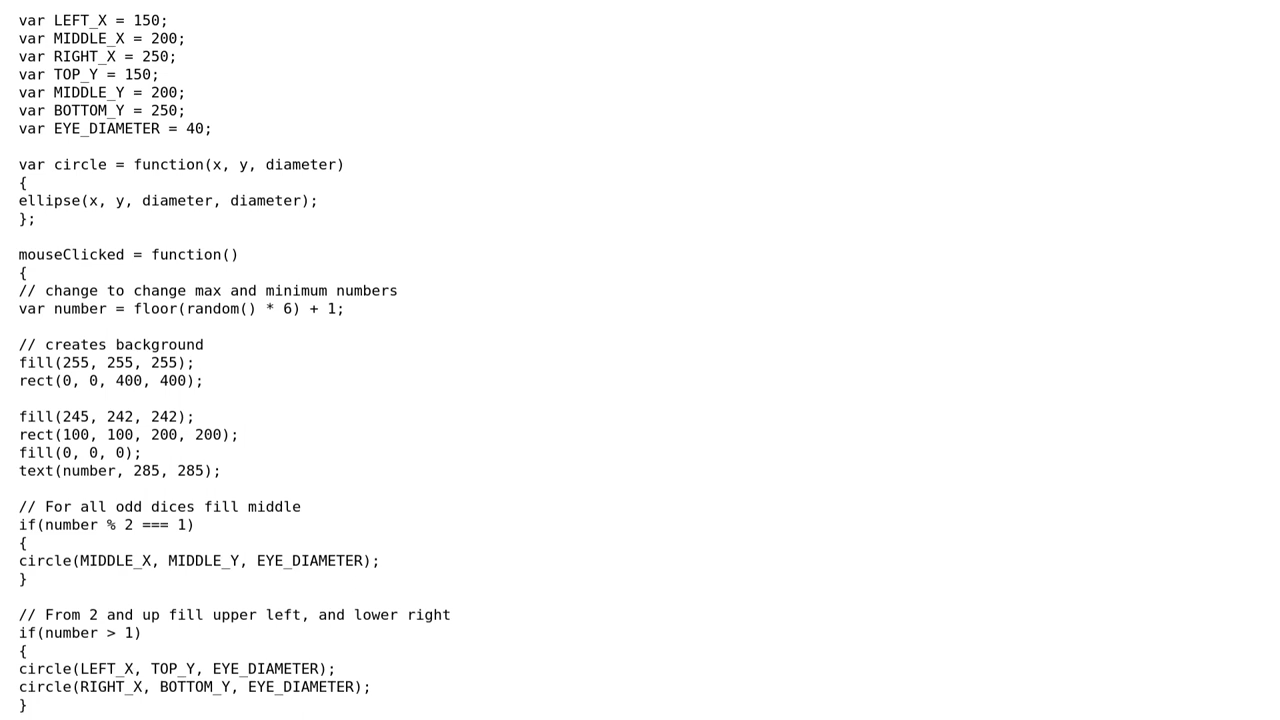 var LEFT_X = 150;
var MIDDLE_X = 200;
var RIGHT_X = 250;
var TOP_Y = 150;
var MIDDLE_Y = 200;
var BOTTOM_Y = 250;
var EYE_DIAMETER = 40;

var circle = function(x, y, diameter)
{
ellipse(x, y, diameter, diameter);
};

mouseClicked = function()
{
// change to change max and minimum numbers
var number = floor(random() * 6) + 1;

// creates background
fill(255, 255, 255);
rect(0, 0, 400, 400);

fill(245, 242, 242);
rect(100, 100, 200, 200);
fill(0, 0, 0);
text(number, 285, 285);

// For all odd dices fill middle
if(number % 2 === 1)
{
circle(MIDDLE_X, MIDDLE_Y, EYE_DIAMETER);
}

// From 2 and up fill upper left, and lower right
if(number > 1)
{
circle(LEFT_X, TOP_Y, EYE_DIAMETER);
circle(RIGHT_X, BOTTOM_Y, EYE_DIAMETER);
}